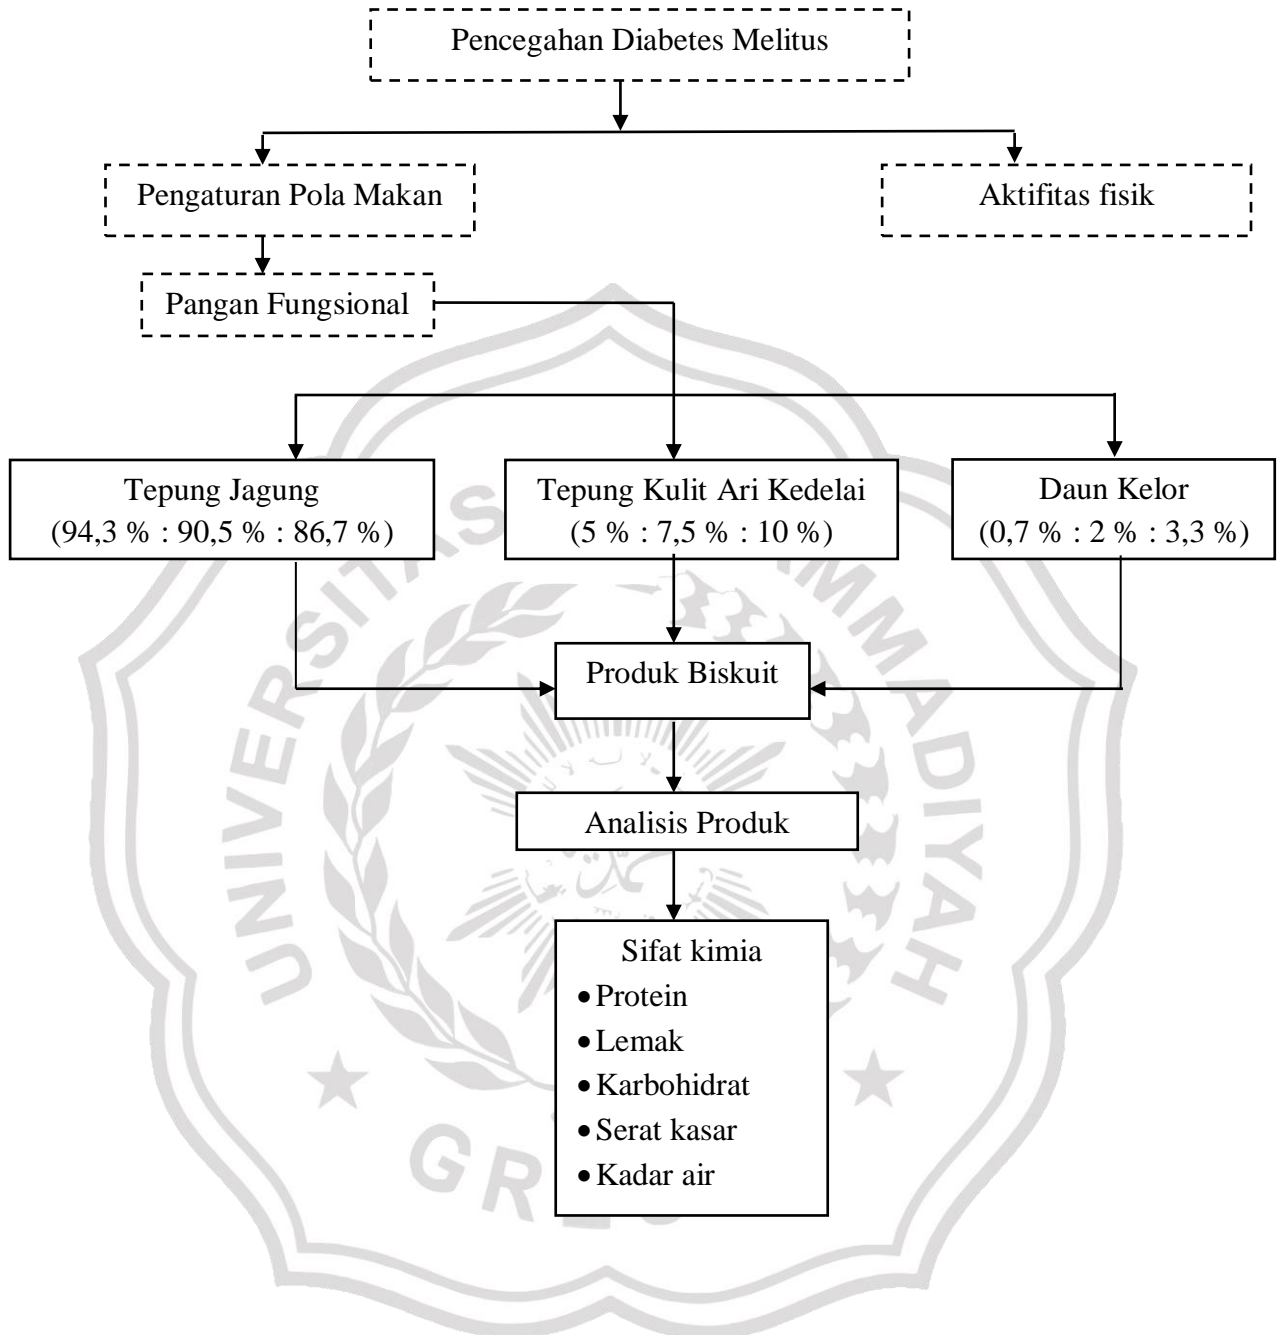 Pencegahan Diabetes Melitus
Pengaturan Pola Makan
Aktifitas fisik
Pangan Fungsional
Tepung Jagung
(94,3 % : 90,5 % : 86,7 %)
Tepung Kulit Ari Kedelai
(5 % : 7,5 % : 10 %)
Daun Kelor
(0,7 % : 2 % : 3,3 %)
Produk Biskuit
Analisis Produk
Sifat kimia
•Protein
•Lemak
•Karbohidrat
•Serat kasar
•Kadar air